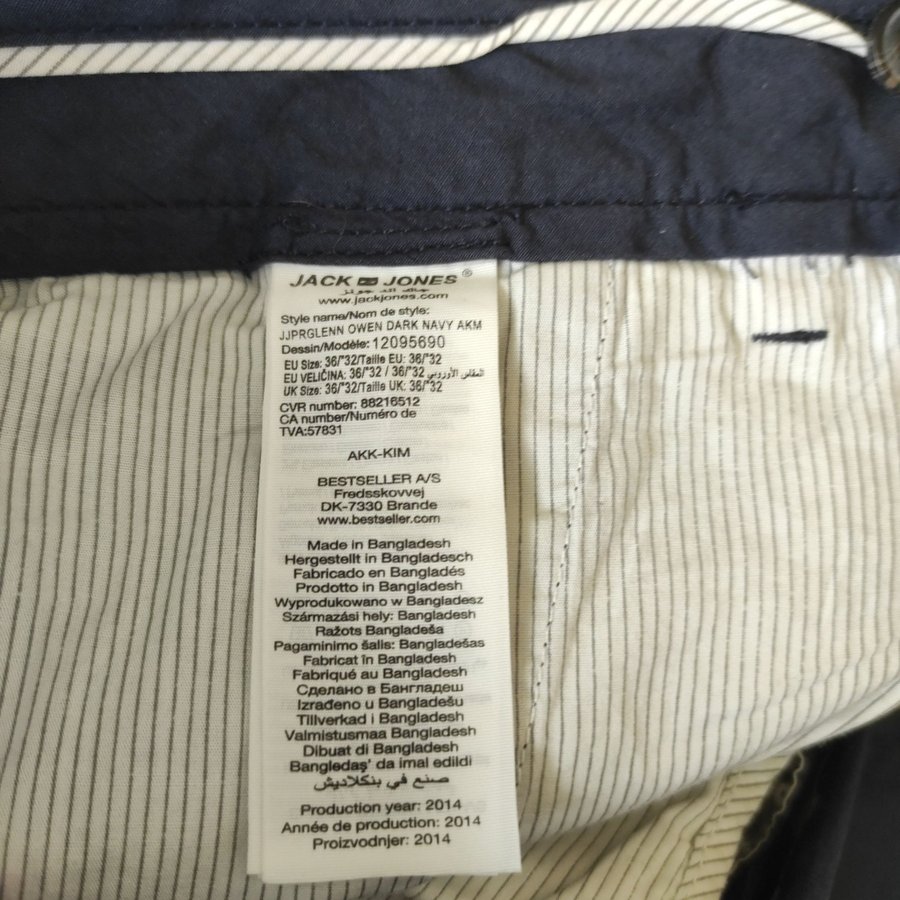 JACK & JONES®
جاك اند جونز
www.jackjones.com
Style name/Nom de style:
JJPRGLENN OWEN DARK NAVY AKM
Dessin/Modèle: 12095690
EU Size: 36/"32/Taille EU: 36/"32
EU VELIČINA: 36/"32 / 36/"32 المقاس الأوروبي
UK Size: 36/"32/Taille UK: 36/"32
CVR number: 88216512
CA number/Numéro de
TVA:57831
AKK-KIM
BESTSELLER A/S
Fredsskovvej
DK-7330 Brande
www.bestseller.com
Made in Bangladesh
Hergestellt in Bangladesch
Fabricado en Bangladés
Prodotto in Bangladesh
Wyprodukowano w Bangladesz
Származási hely: Bangladesh
Ražots Bangladeša
Pagaminimo šalis: Bangladešas
Fabricat în Bangladesh
Fabriqué au Bangladesh
Сделано в Бангладеш
Izrađeno u Bangladešu
Tillverkad i Bangladesh
Valmistusmaa Bangladesh
Dibuat di Bangladesh
Bangledaş' da imal edildi
صنع في بنكلاديش
Production year: 2014
Année de production: 2014
Proizvodnjer: 2014